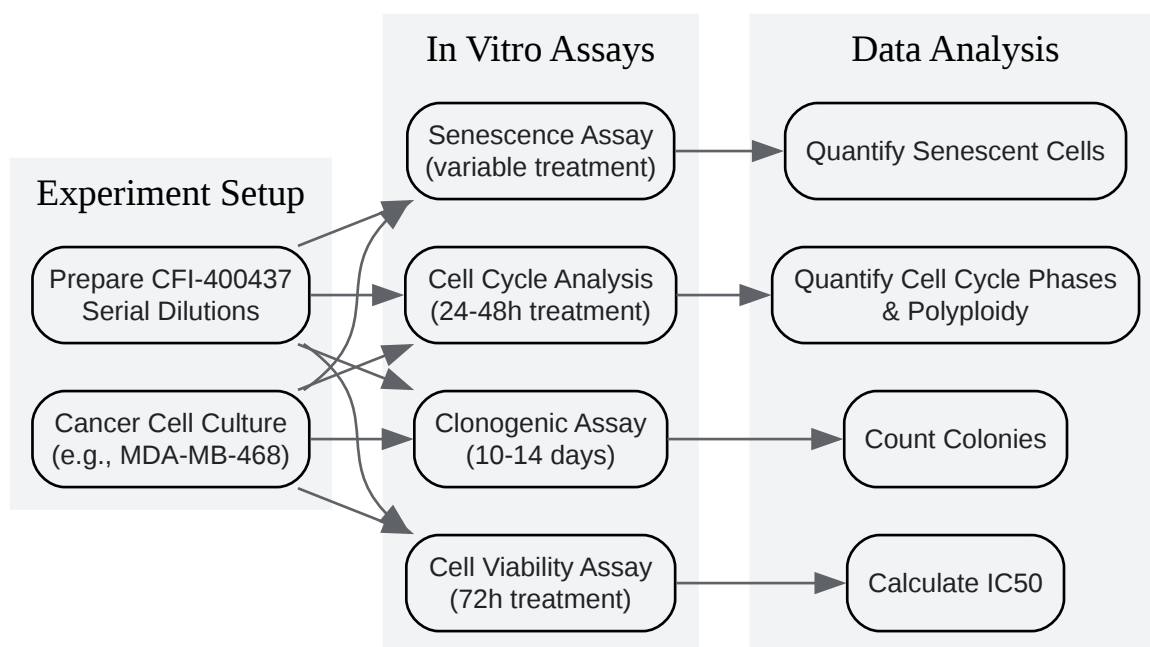 Experiment Setup
Prepare CFI-400437
Serial Dilutions
Cancer Cell Culture
(e.g., MDA-MB-468)
In Vitro Assays
Senescence Assay
(variable treatment)
Cell Cycle Analysis
(24-48h treatment)
Clonogenic Assay
(10-14 days)
Cell Viability Assay
(72h treatment)
Data Analysis
Quantify Senescent Cells
Quantify Cell Cycle Phases
& Polyploidy
Count Colonies
Calculate IC50